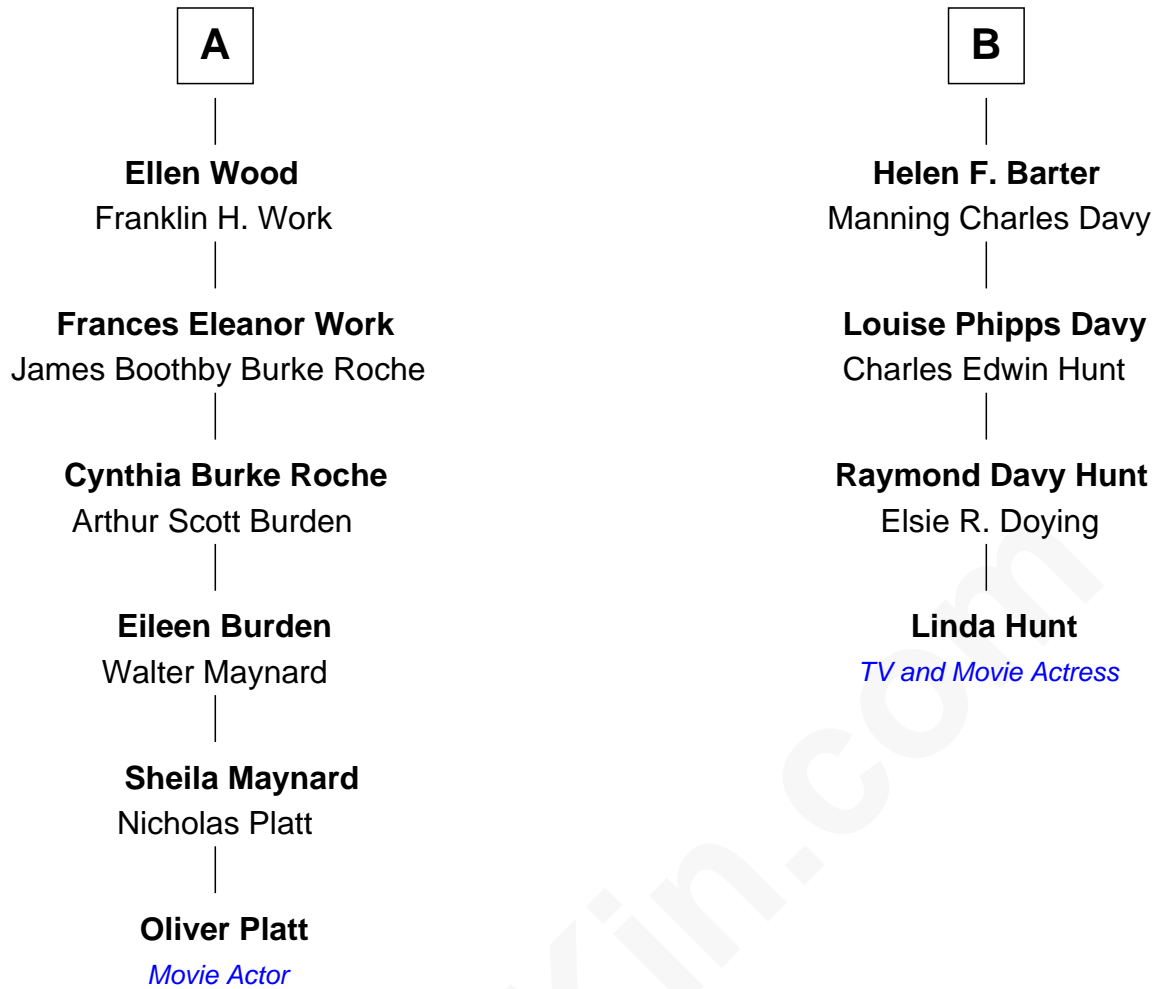 A
Ellen Wood
Franklin H. Work
Frances Eleanor Work
James Boothby Burke Roche
Cynthia Burke Roche
Arthur Scott Burden
Eileen Burden
Walter Maynard
Sheila Maynard
Nicholas Platt
Oliver Platt
Movie Actor
B
Helen F. Barter
Manning Charles Davy
Louise Phipps Davy
Charles Edwin Hunt
Raymond Davy Hunt
Elsie R. Doying
Linda Hunt
TV and Movie Actress
in.com